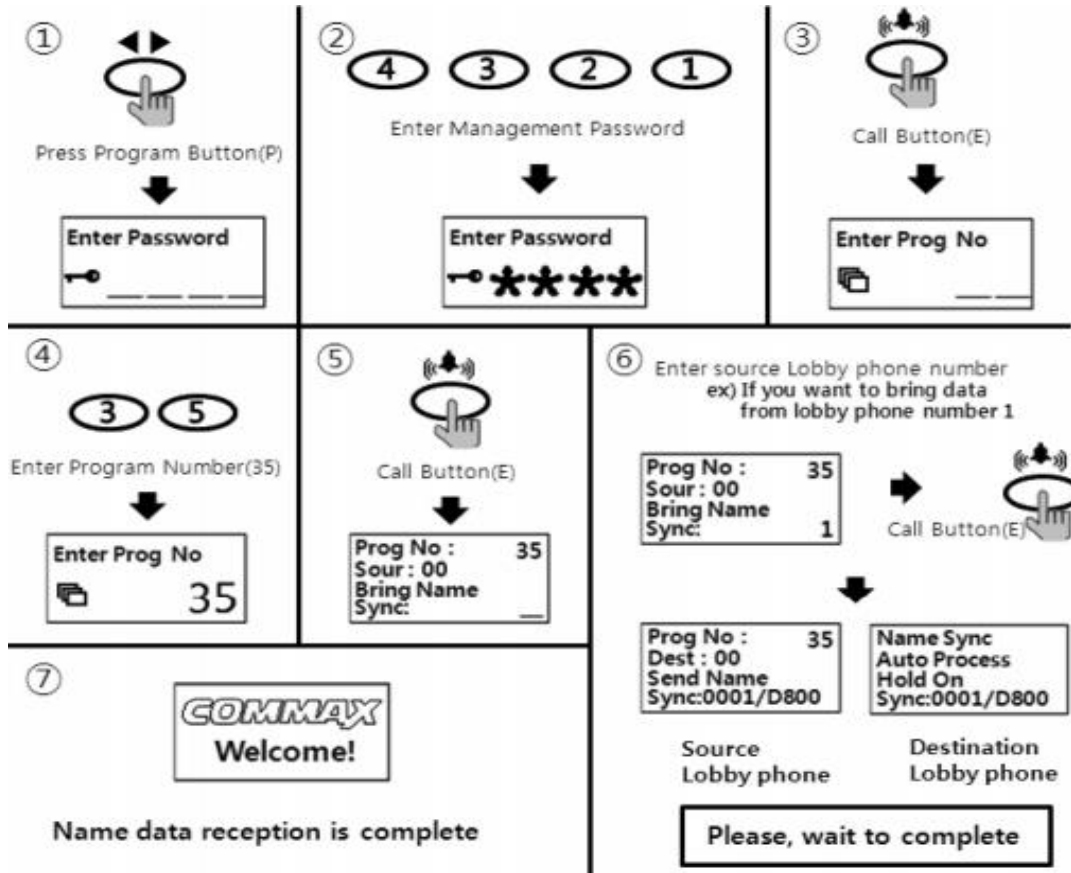 ①
Press Program Button(P)
Enter Password
②
4 3 2 1
Enter Management Password
Enter Password
③
Call Button(E)
Enter Prog No
④
3 5
Enter Program Number(35)
Enter Prog No
35
⑤
Call Button(E)
Prog No : 35
Sour : 00
Bring Name
Sync:
⑥
Enter source Lobby phone number
ex) If you want to bring data
from lobby phone number 1
Prog No : 35
Sour : 00
Bring Name
Sync: 1
Call Button(E)
Prog No : 35
Dest : 00
Send Name
Sync:0001/D800
Source
Lobby phone
Name Sync
Auto Process
Hold On
Sync:0001/D800
Destination
Lobby phone
Please, wait to complete
⑦
COMMAX
Welcome!
Name data reception is complete